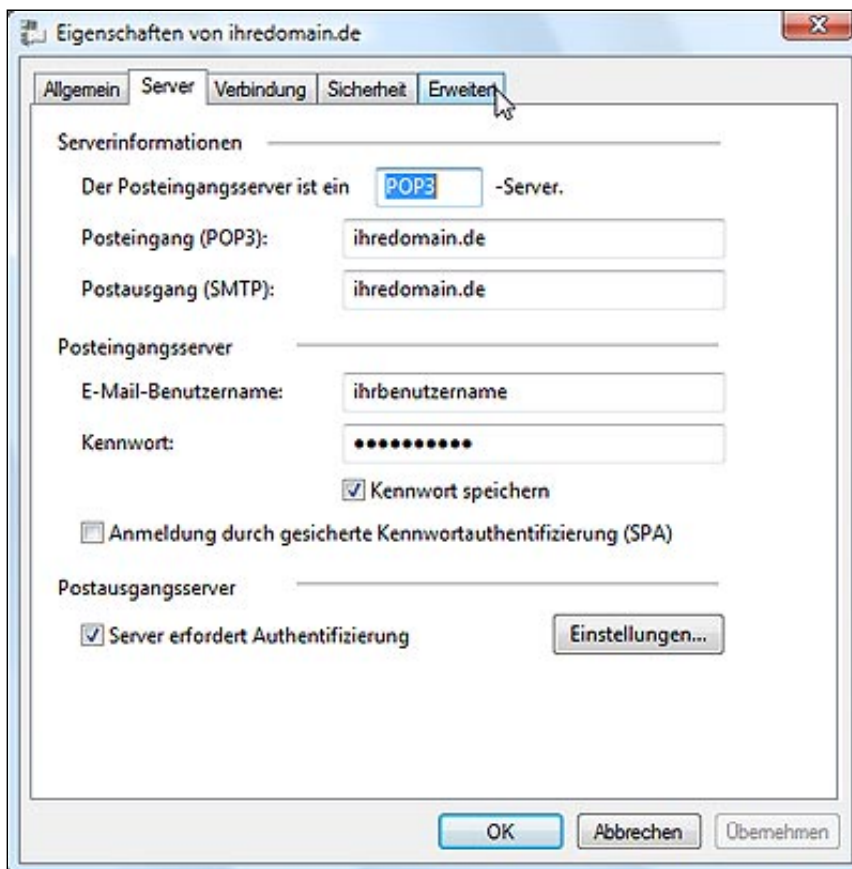 Eigenschaften von ihredomain.de
Allgemein Server Verbindung Sicherheit Erweitert
Serverinformationen
Der Posteingangsserver ist ein POP3 -Server.
Posteingang (POP3): ihredomain.de
Postausgang (SMTP): ihredomain.de
Posteingangsserver
E-Mail-Benutzername: ihrbenutzername
Kennwort: ●●●●●●●●●●
Kennwort speichern
Anmeldung durch gesicherte Kennwortauthentifizierung (SPA)
Postausgangsserver
Server erfordert Authentifizierung Einstellungen...
OK Abbrechen Übernehmen